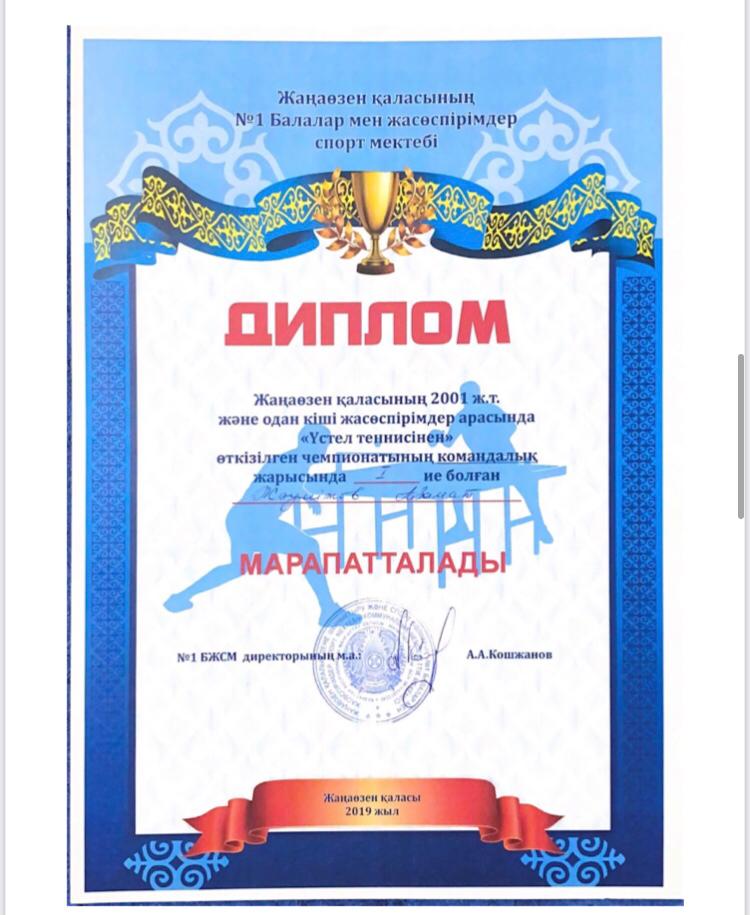 Жаңаөзен қаласының
№1 Балалар мен жасөспірімдер
спорт мектебі
ДИПЛОМ
Жаңаөзен қаласының 2001 ж.т.
және одан кіші жасөспірімдер арасында
«Үстел теннисінен»
өткізілген чемпионатының командалық
жарысында I ие болған
МАРАПАТТАЛАДЫ
№1 БЖСМ директорының м.а.:
А.А.Кошжанов
Жаңаөзен қаласы
2019 жыл